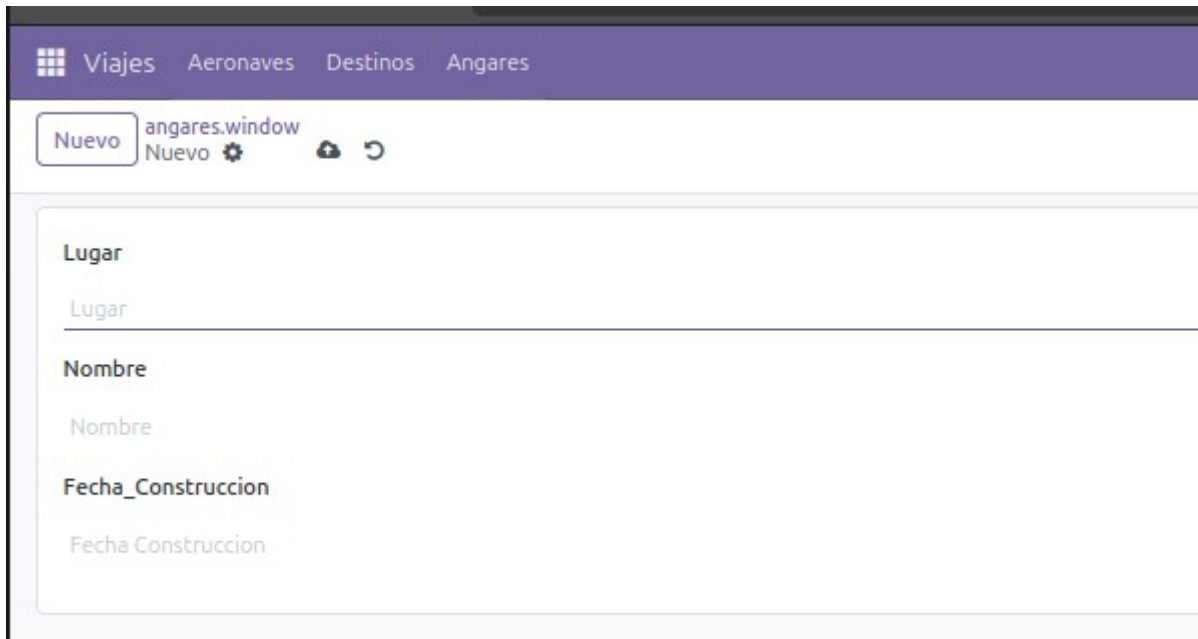 Viajes Aeronaves Destinos Angares
Nuevo
angares.window
Nuevo
Lugar
Lugar
Nombre
Nombre
Fecha_Construccion
Fecha Construccion